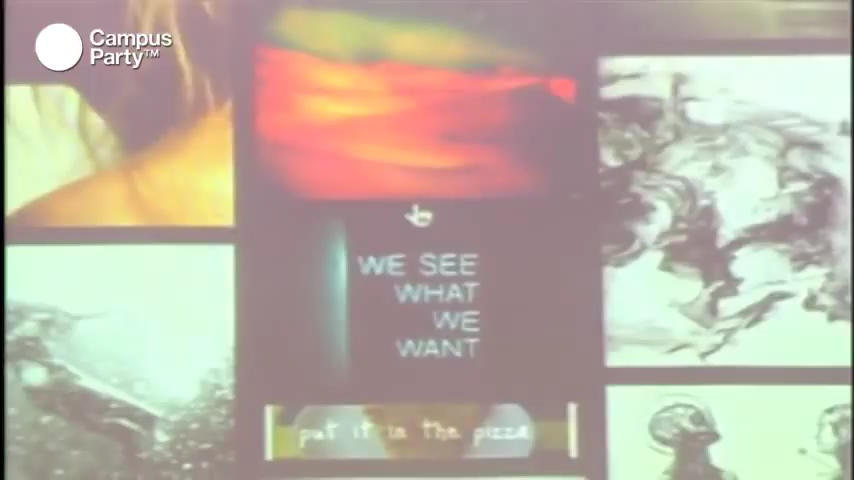 Campus
Party™
WE SEE
WHAT
WE
WANT
put it in the pizza